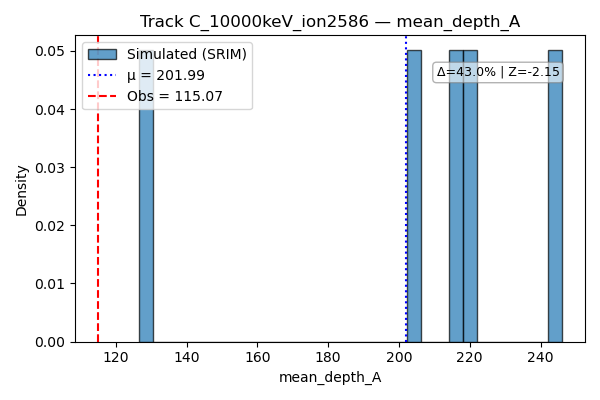 Track C_10000keV_ion2586 — mean_depth_A
Simulated (SRIM)
μ = 201.99
Obs = 115.07
Δ=43.0% | Z=-2.15
Density
0.05
0.04
0.03
0.02
0.01
0.00
120 140 160 180 200 220 240
mean_depth_A